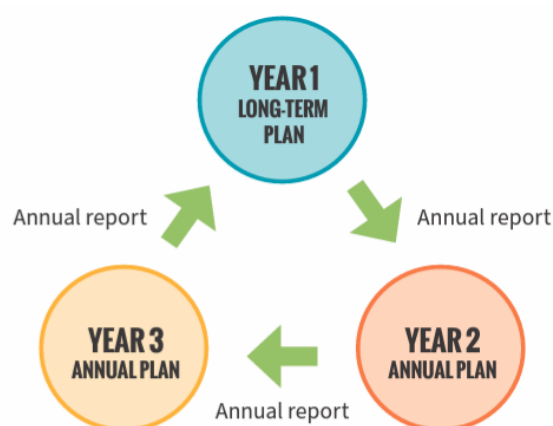 YEAR 1
LONG-TERM
PLAN
Annual report
Annual report
YEAR 3
ANNUAL PLAN
YEAR 2
ANNUAL PLAN
Annual report